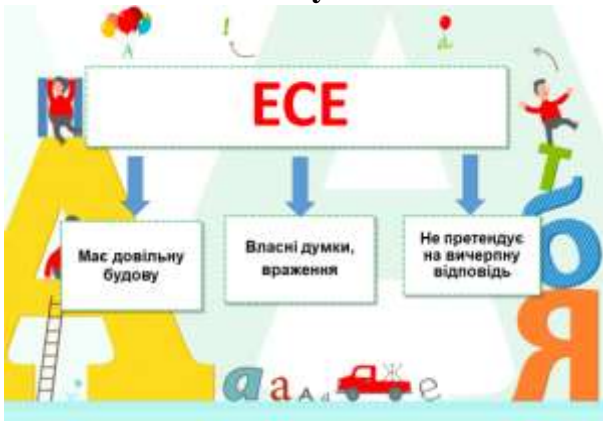 ЕСЕ
Має довільну
будову
Власні думки,
враження
Не претендує
на вичерпну
відповідь